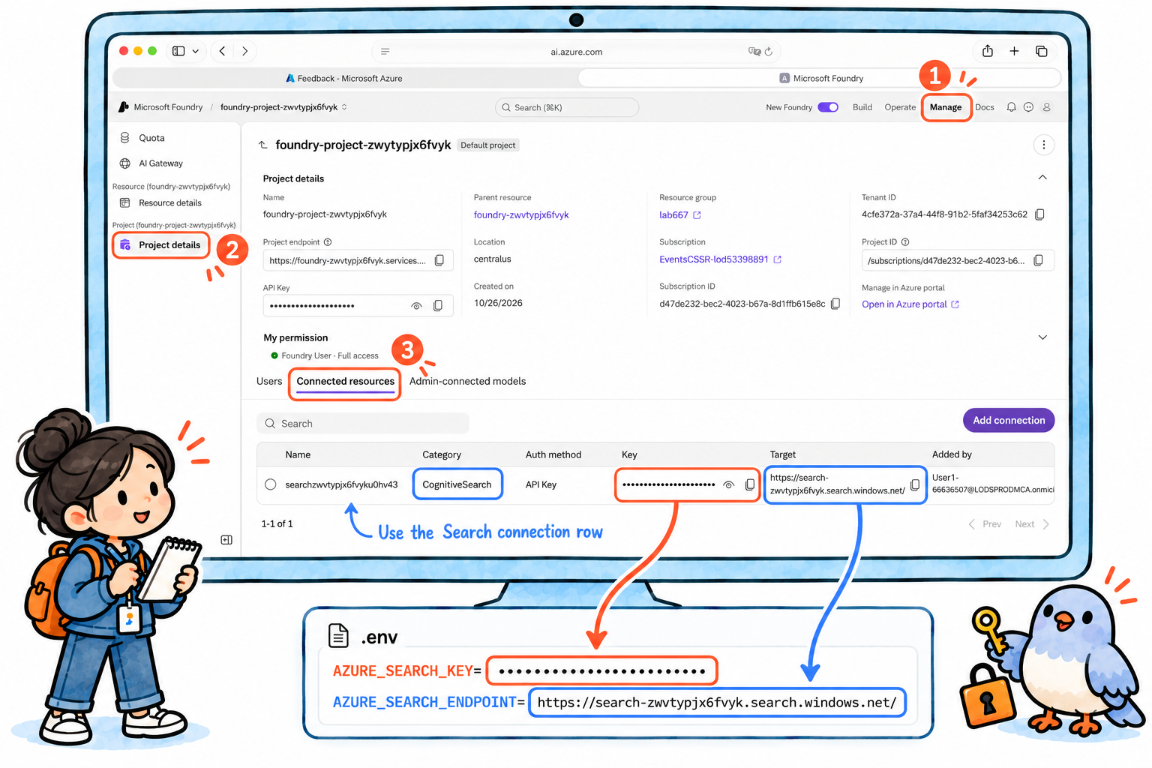 ai.azure.com
Feedback - Microsoft Azure
Microsoft Foundry
1
Microsoft Foundry / foundry-project-zwvtypjx6fvyk
Search (⌘K)
New Foundry
Build
Operate
Manage
Docs
Quota
AI Gateway
Resource (foundry-zwvtypjx6fvyk)
Resource details
Project (foundry-project-zwvtypjx6fvyk)
Project details
2
foundry-project-zwytypjx6fvyk
Default project
Project details
Name
foundry-project-zwvtypjx6fvyk
Parent resource
foundry-zwvtypjx6fvyk
Resource group
lab667
Tenant ID
4cfe372a-37a4-44f8-91b2-5faf34253c62
Project endpoint
https://foundry-zwvtypjx6fvyk.services....
Location
centralus
Subscription
EventsCSSR-lod53398891
Project ID
/subscriptions/d47de232-bec2-4023-b6...
API Key
••••••••••••••••••••
Created on
10/26/2026
Subscription ID
d47de232-bec2-4023-b67a-8d1ffb615e8c
Manage in Azure portal
Open in Azure portal
My permission
Foundry User · Full access
3
Users
Connected resources
Admin-connected models
Search
Add connection
Name
Category
Auth method
Key
Target
Added by
searchzwvtypjx6fvyku0hv43
CognitiveSearch
API Key
••••••••••••••••••••••
https://search-
zwvtypjx6fvyk.search.windows.net/
User1-
66636507@LODSPRODMCA.onmici
1-1 of 1
Prev
Next
Use the Search connection row
.env
AZURE_SEARCH_KEY=••••••••••••••••••••••••
AZURE_SEARCH_ENDPOINT=https://search-zwvtypjx6fvyk.search.windows.net/